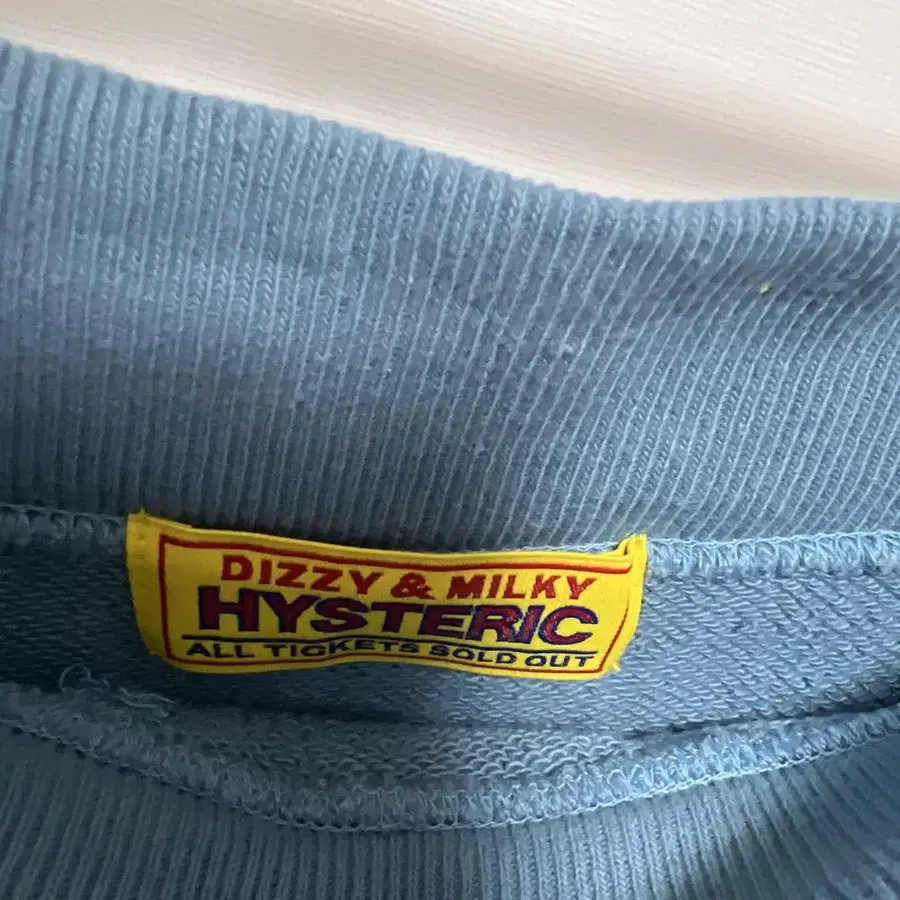 DIZZY & MILKY
HYSTERIC
ALL TICKETS SOLD OUT